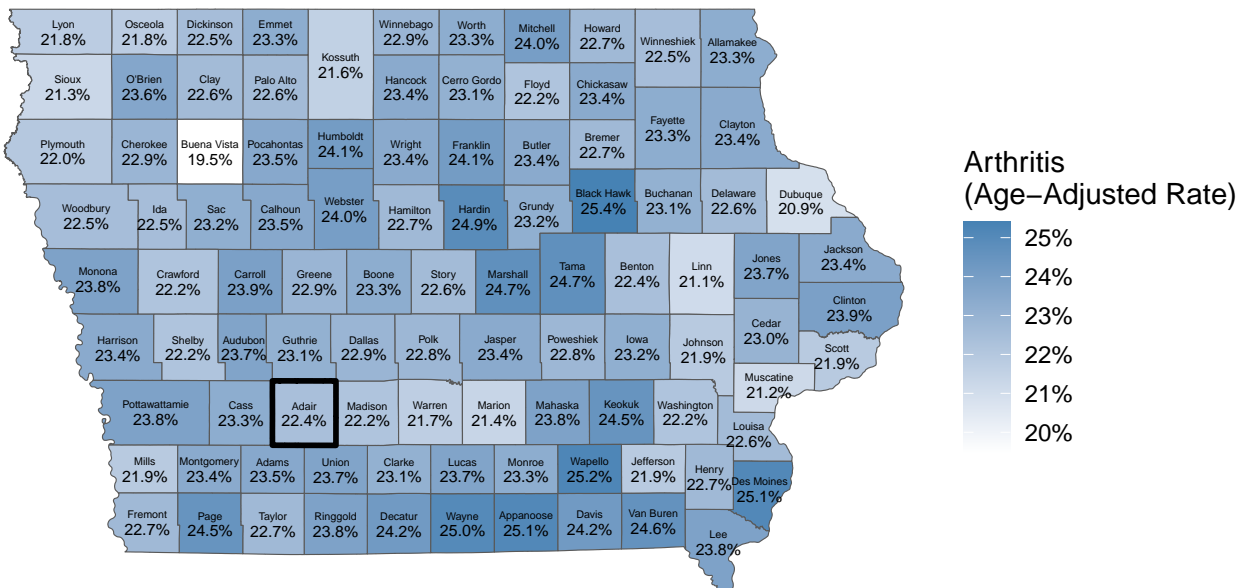 Lyon
21.8%
Osceola
21.8%
Dickinson
22.5%
Emmet
23.3%
Kossuth
21.6%
Winnebago
22.9%
Worth
23.3%
Mitchell
24.0%
Howard
22.7%
Winneshiek
22.5%
Allamakee
23.3%
Sioux
21.3%
O'Brien
23.6%
Clay
22.6%
Palo Alto
22.6%
Hancock
23.4%
Cerro Gordo
23.1%
Floyd
22.2%
Chickasaw
23.4%
Fayette
23.3%
Clayton
23.4%
Plymouth
22.0%
Cherokee
22.9%
Buena Vista
19.5%
Pocahontas
23.5%
Humboldt
24.1%
Wright
23.4%
Franklin
24.1%
Butler
23.4%
Bremer
22.7%
Woodbury
22.5%
Ida
22.5%
Sac
23.2%
Calhoun
23.5%
Webster
24.0%
Hamilton
22.7%
Hardin
24.9%
Grundy
23.2%
Black Hawk
25.4%
Buchanan
23.1%
Delaware
22.6%
Dubuque
20.9%
Monona
23.8%
Crawford
22.2%
Carroll
23.9%
Greene
22.9%
Boone
23.3%
Story
22.6%
Marshall
24.7%
Tama
24.7%
Benton
22.4%
Linn
21.1%
Jones
23.7%
Jackson
23.4%
Clinton
23.9%
Harrison
23.4%
Shelby
22.2%
Audubon
23.7%
Guthrie
23.1%
Dallas
22.9%
Polk
22.8%
Jasper
23.4%
Poweshiek
22.8%
Iowa
23.2%
Johnson
21.9%
Cedar
23.0%
Scott
21.9%
Muscatine
21.2%
Pottawattamie
23.8%
Cass
23.3%
Adair
22.4%
Madison
22.2%
Warren
21.7%
Marion
21.4%
Mahaska
23.8%
Keokuk
24.5%
Washington
22.2%
Louisa
22.6%
Mills
21.9%
Montgomery
23.4%
Adams
23.5%
Union
23.7%
Clarke
23.1%
Lucas
23.7%
Monroe
23.3%
Wapello
25.2%
Jefferson
21.9%
Henry
22.7%
Des Moines
25.1%
Fremont
22.7%
Page
24.5%
Taylor
22.7%
Ringgold
23.8%
Decatur
24.2%
Wayne
25.0%
Appanoose
25.1%
Davis
24.2%
Van Buren
24.6%
Lee
23.8%
Arthritis
(Age−Adjusted Rate)
25%
24%
23%
22%
21%
20%